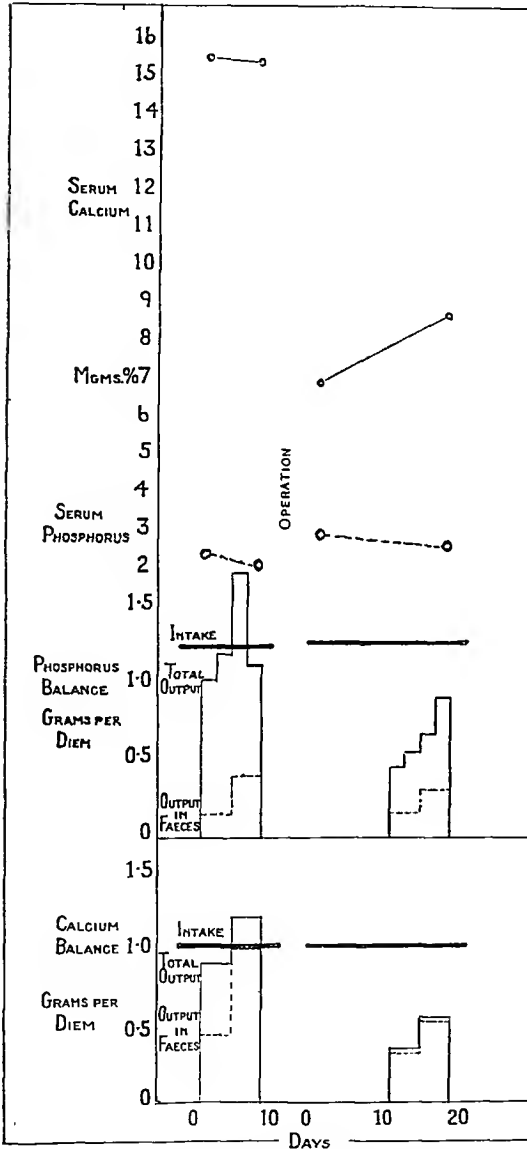 16
15
14
13
SERUM 12
CALCIUM
11
10
9
8
MGMS.% 7
6
5
OPERATION
4
SERUM
PHOSPHORUS 3
2
1·5
INTAKE
PHOSPHORUS
BALANCE
1·0
TOTAL
OUTPUT
GRAMS PER
DIEM
0·5
OUTPUT
IN
FAECES
0
1·5
CALCIUM
BALANCE
INTAKE
1·0
TOTAL
OUTPUT
GRAMS PER
DIEM
OUTPUT
IN
FAECES
0·5
0
0 10 0 10 20
DAYS